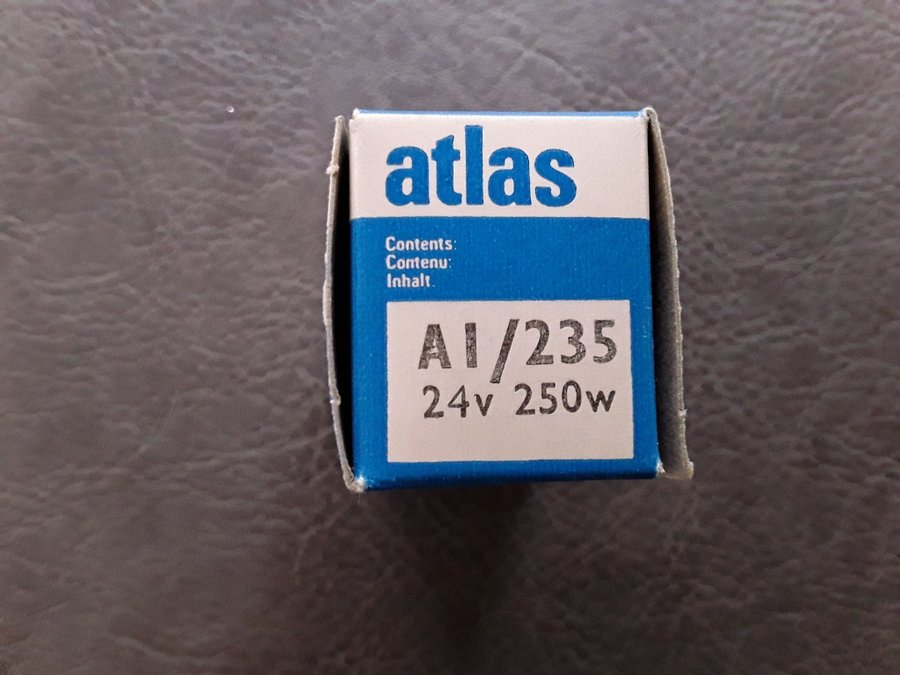 atlas
Contents:
Contenu:
Inhalt.
A1/235
24v 250w